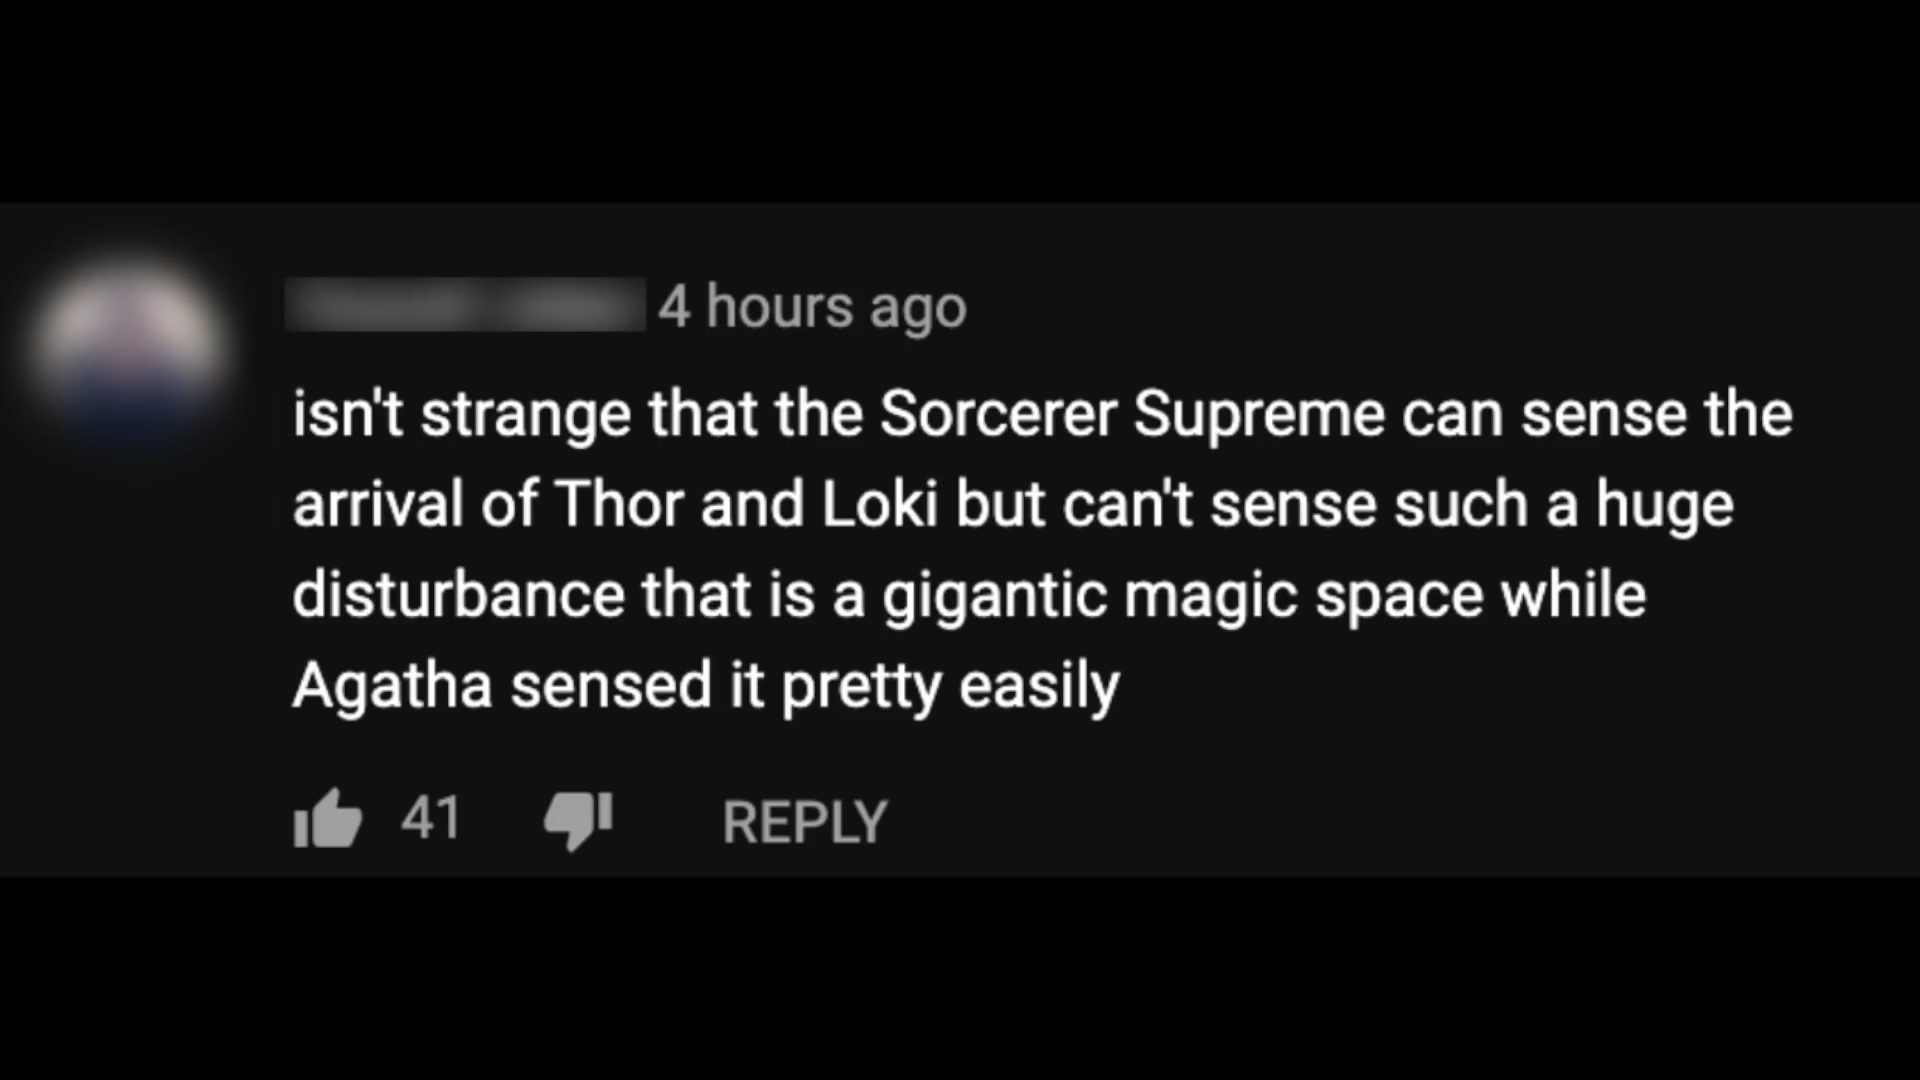 4 hours ago
isn't strange that the Sorcerer Supreme can sense the
arrival of Thor and Loki but can't sense such a huge
disturbance that is a gigantic magic space while
Agatha sensed it pretty easily
41 REPLY